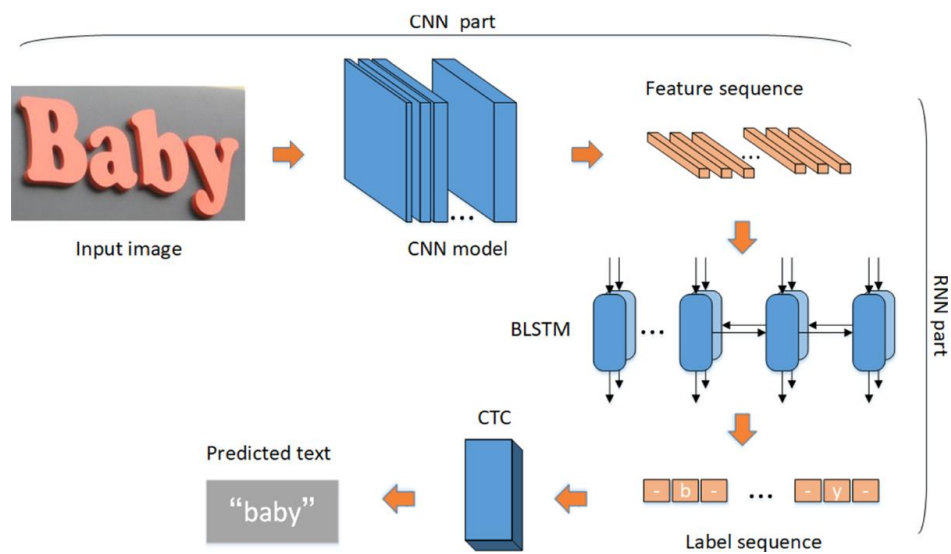 CNN part
Baby
Input image
CNN model
...
Feature sequence
...
RNN part
BLSTM
...
- b - ... - y -
Label sequence
CTC
Predicted text
“baby”